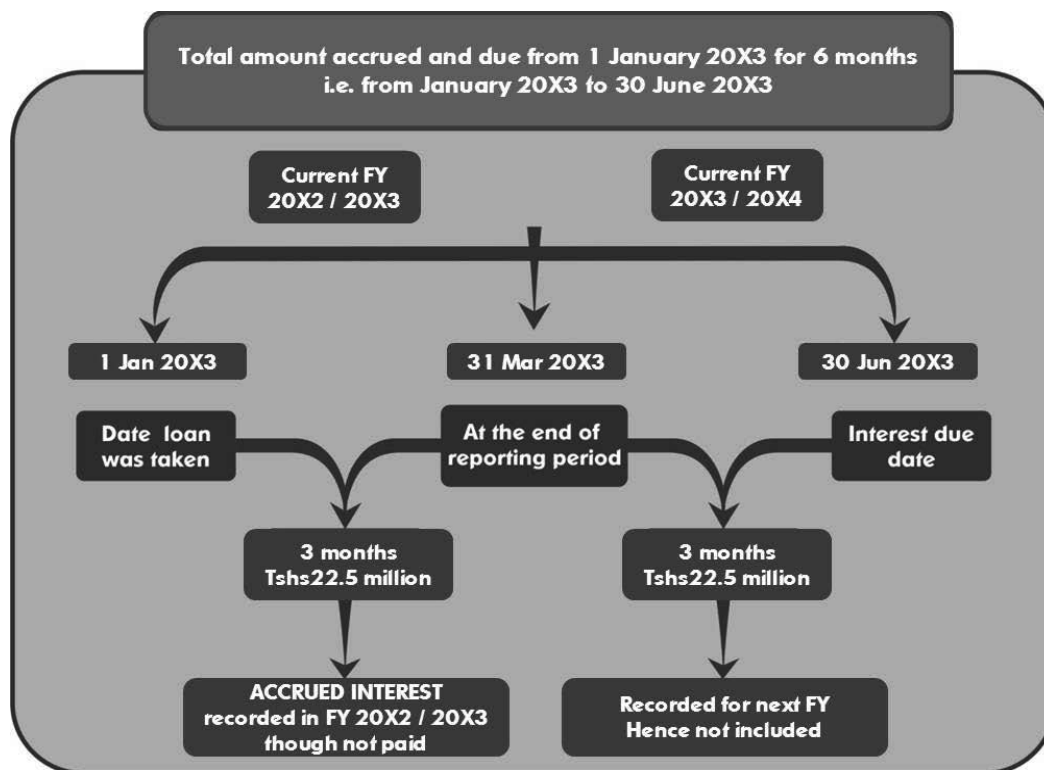 Total amount accrued and due from 1 January 20X3 for 6 months
i.e. from January 20X3 to 30 June 20X3
Current FY
20X2 / 20X3
Current FY
20X3 / 20X4
1 Jan 20X3
31 Mar 20X3
30 Jun 20X3
Date loan
was taken
At the end of
reporting period
Interest due
date
3 months
Tshs22.5 million
3 months
Tshs22.5 million
ACCRUED INTEREST
recorded in FY 20X2 / 20X3
though not paid
Recorded for next FY
Hence not included